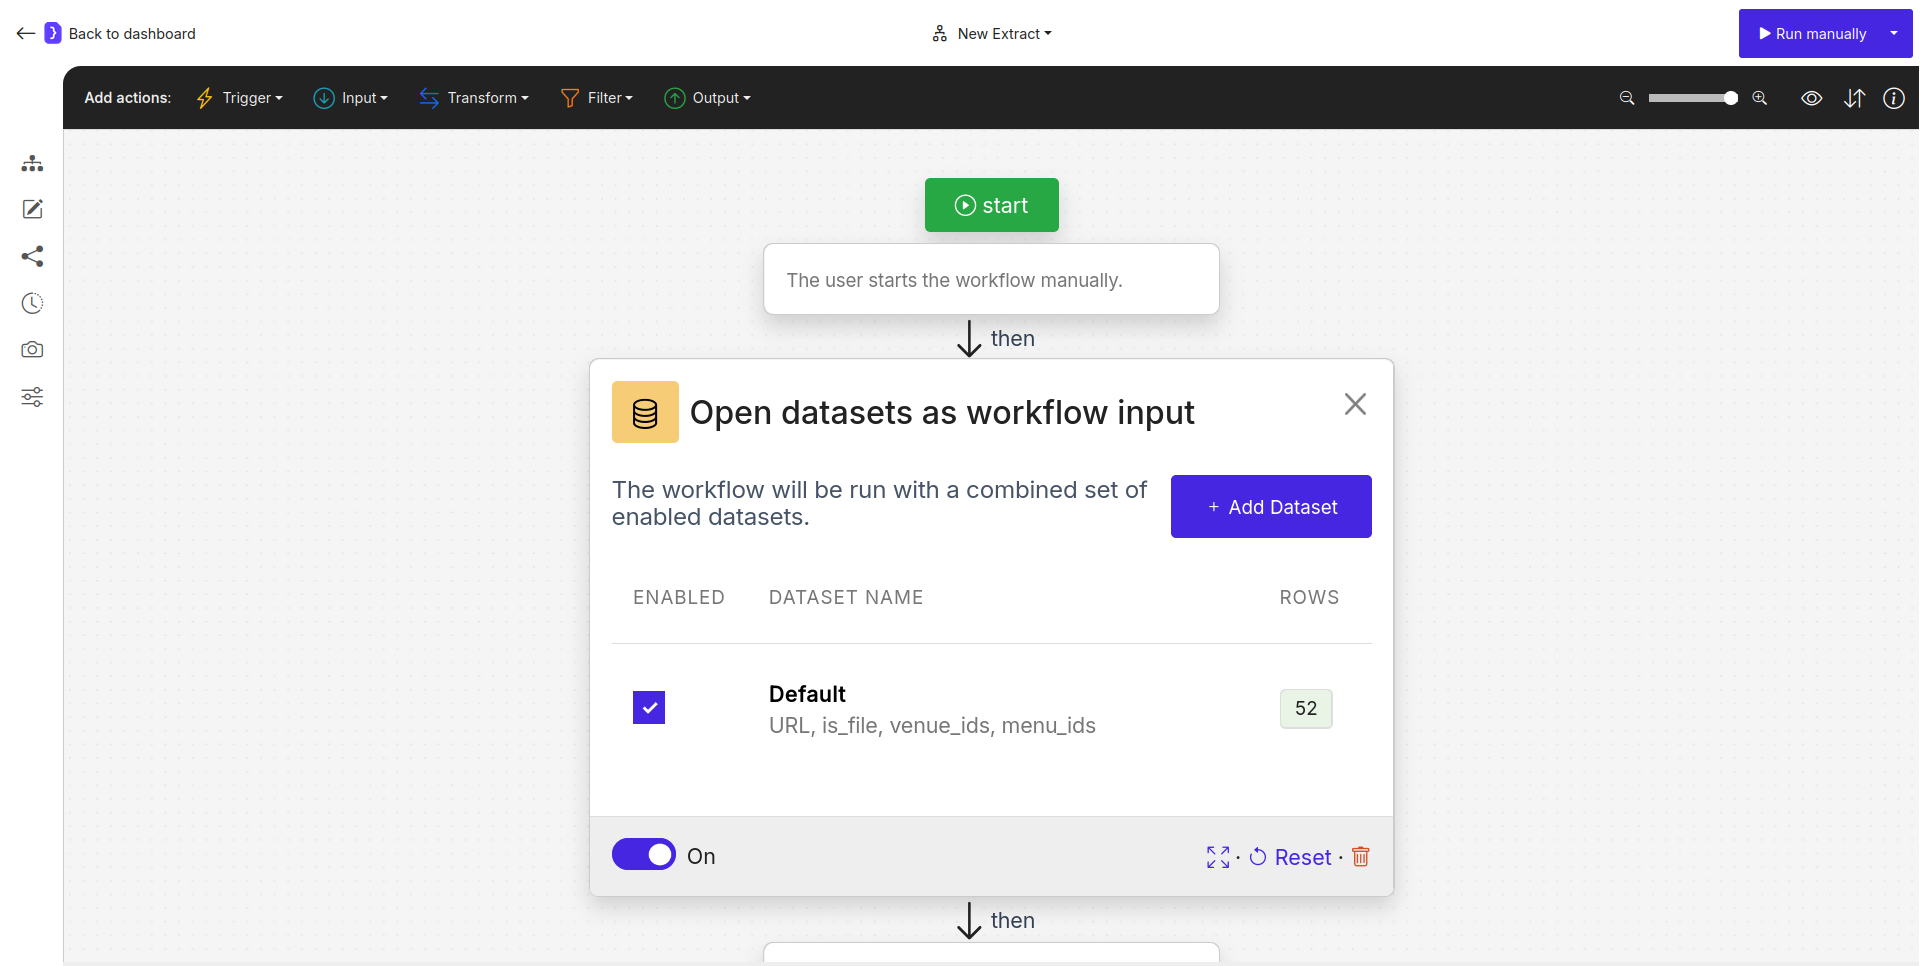 Back to dashboard
New Extract
Run manually
Add actions:
Trigger
Input
Transform
Filter
Output
start
The user starts the workflow manually.
then
Open datasets as workflow input
The workflow will be run with a combined set of
enabled datasets.
+ Add Dataset
ENABLED DATASET NAME ROWS
Default
URL, is_file, venue_ids, menu_ids
52
On
· Reset ·
then